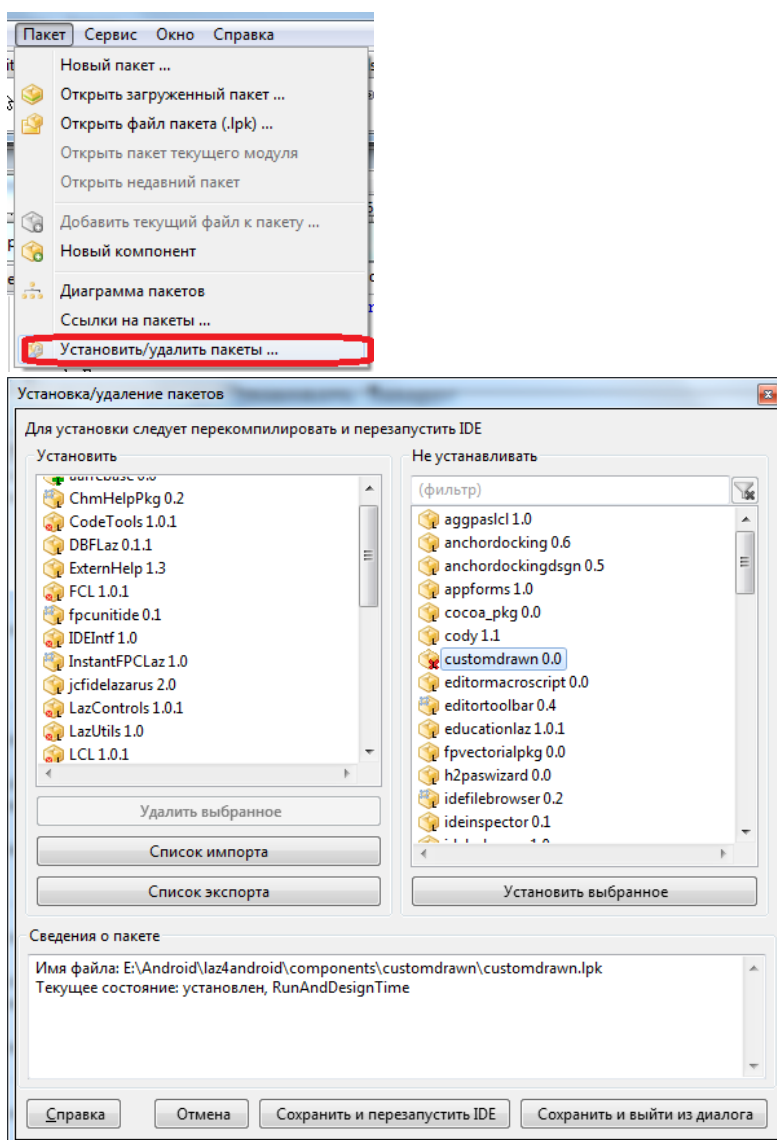 Пакет Сервис Окно Справка
Новый пакет ...
Открыть загруженный пакет ...
Открыть файл пакета (.lpk) ...
Открыть пакет текущего модуля
Открыть недавний пакет
Добавить текущий файл к пакету ...
Новый компонент
Диаграмма пакетов
Ссылки на пакеты ...
Установить/удалить пакеты ...
Установка/удаление пакетов
Для установки следует перекомпилировать и перезапустить IDE
Установить
ChmHelpPkg 0.2
CodeTools 1.0.1
DBFLaz 0.1.1
ExternHelp 1.3
FCL 1.0.1
fpcunitide 0.1
IDEIntf 1.0
InstantFPCLaz 1.0
jcfidelazarus 2.0
LazControls 1.0.1
LazUtils 1.0
LCL 1.0.1
Удалить выбранное
Список импорта
Список экспорта
Не устанавливать
(фильтр)
aggpaslcl 1.0
anchordocking 0.6
anchordockingdsgn 0.5
appforms 1.0
cocoa_pkg 0.0
cody 1.1
customdrawn 0.0
editormacroscript 0.0
editortoolbar 0.4
educationlaz 1.0.1
fpvectorialpkg 0.0
h2paswizard 0.0
idefilebrowser 0.2
ideinspector 0.1
Установить выбранное
Сведения о пакете
Имя файла: E:\Android\laz4android\components\customdrawn\customdrawn.lpk
Текущее состояние: установлен, RunAndDesignTime
Справка
Отмена
Сохранить и перезапустить IDE
Сохранить и выйти из диалога